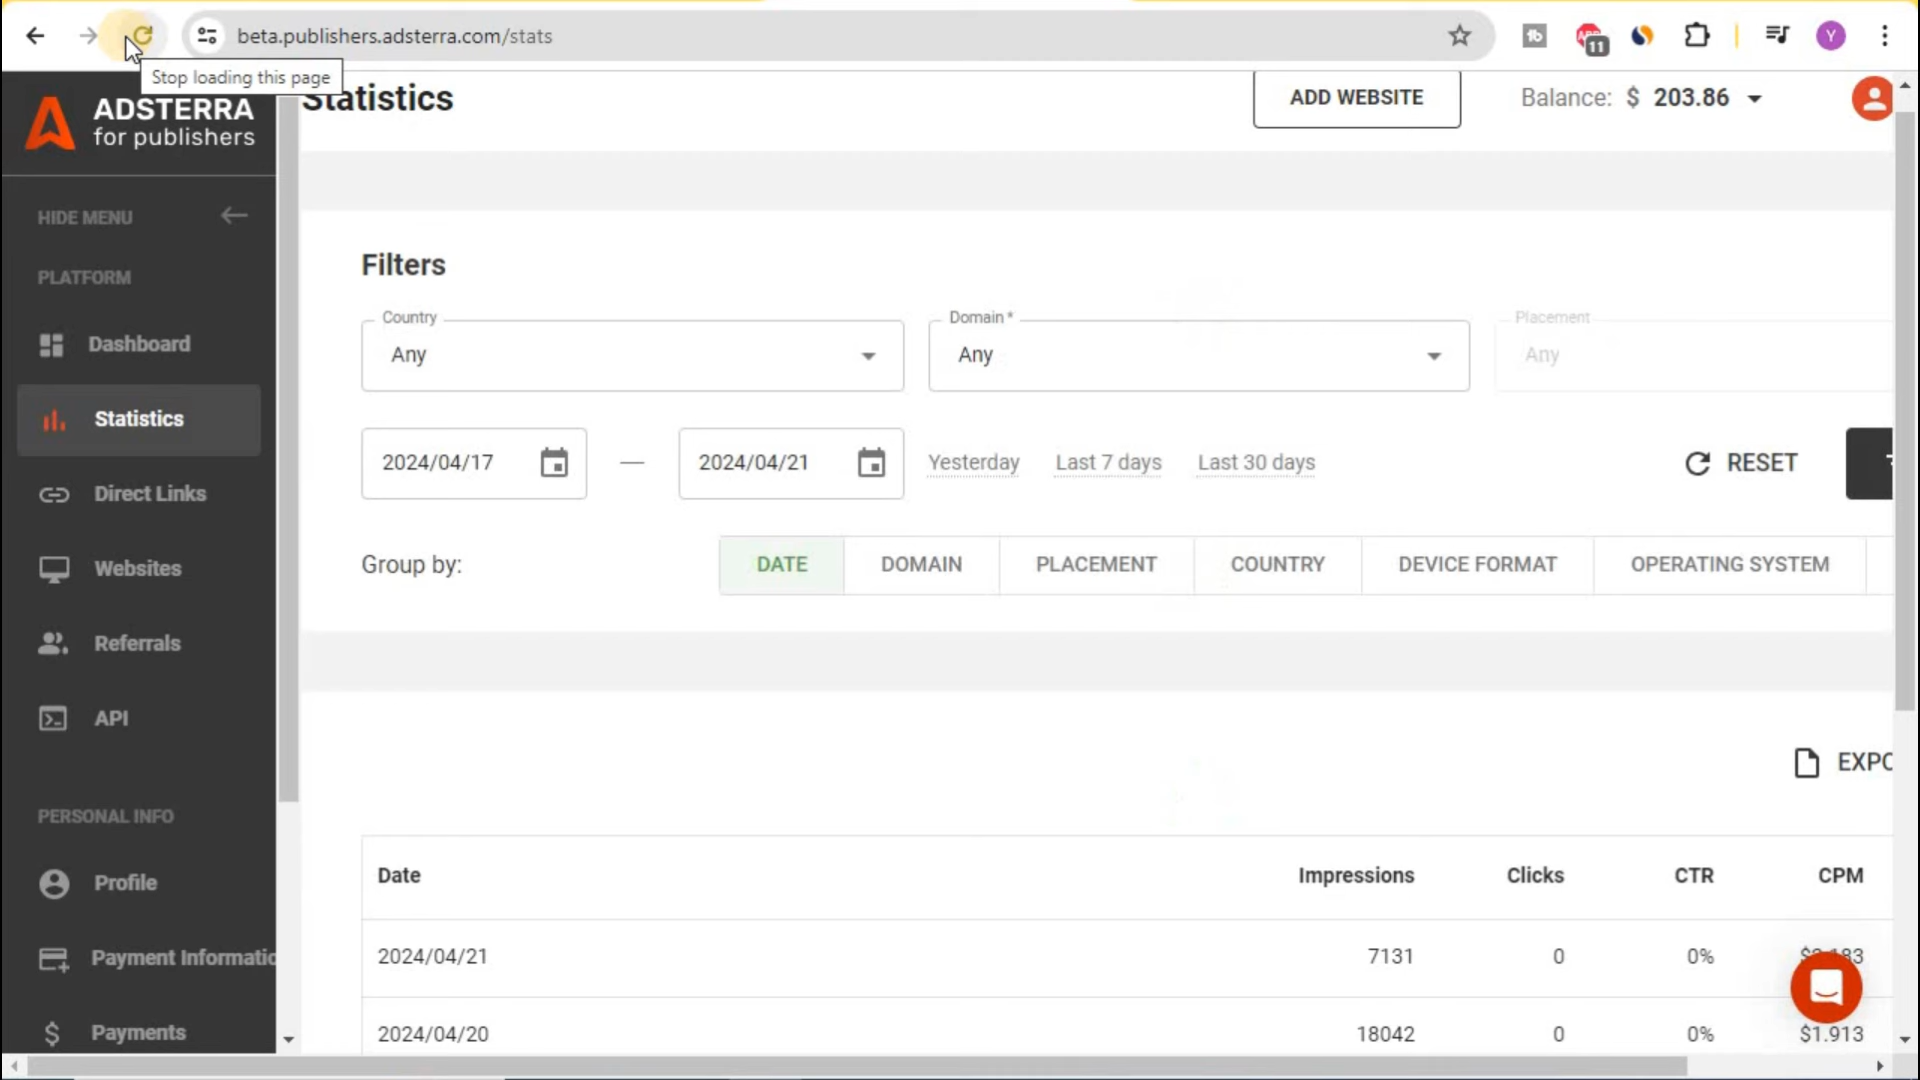 beta.publishers.adsterra.com/stats
11
Y
Stop loading this page
ADSTERRA
for publishers
Statistics
ADD WEBSITE
Balance: $ 203.86
HIDE MENU
PLATFORM
Dashboard
Statistics
Direct Links
Websites
Referrals
API
PERSONAL INFO
Profile
Payment Informatio
Payments
Filters
Country
Any
Domain *
Any
Placement
Any
2024/04/17
—
2024/04/21
Yesterday
Last 7 days
Last 30 days
RESET
Group by:
DATE
DOMAIN
PLACEMENT
COUNTRY
DEVICE FORMAT
OPERATING SYSTEM
EXPO
Date Impressions Clicks CTR CPM
2024/04/21 7131 0 0%
2024/04/20 18042 0 0% $1.913